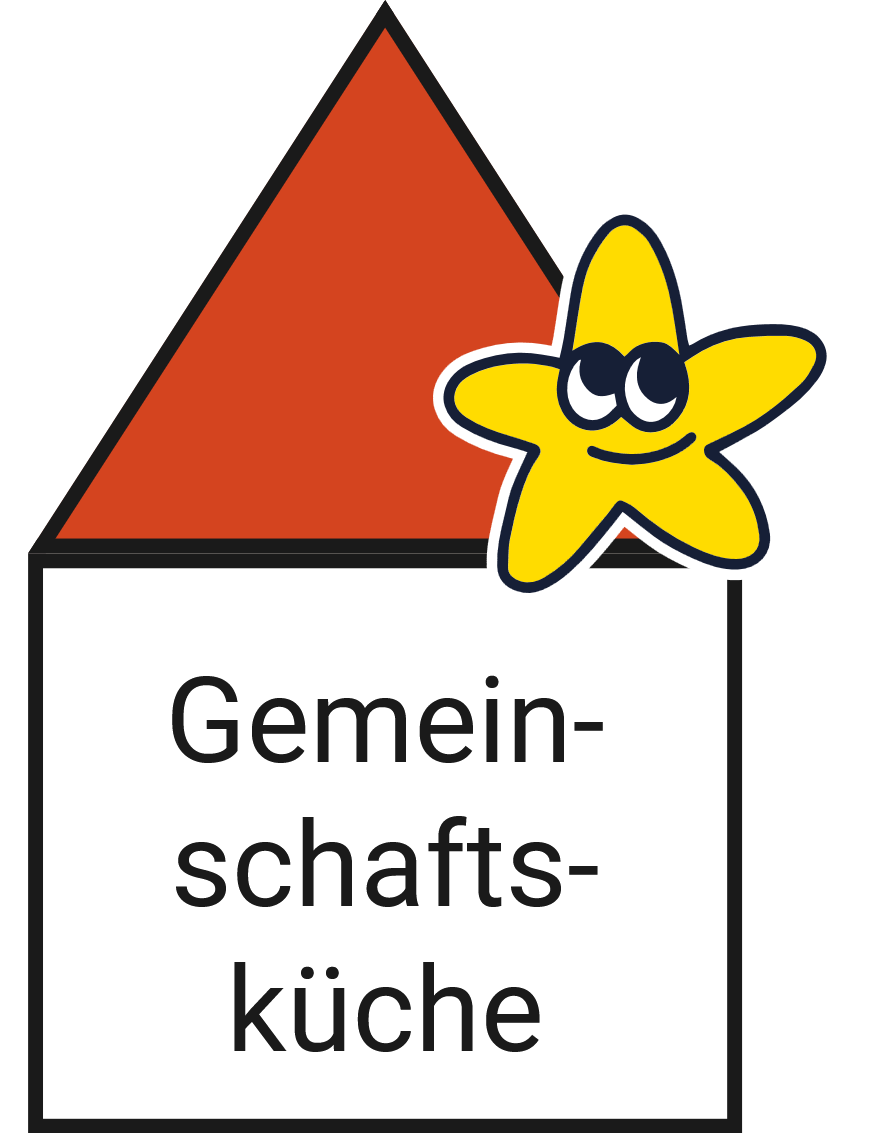 Gemein-
schafts-
küche